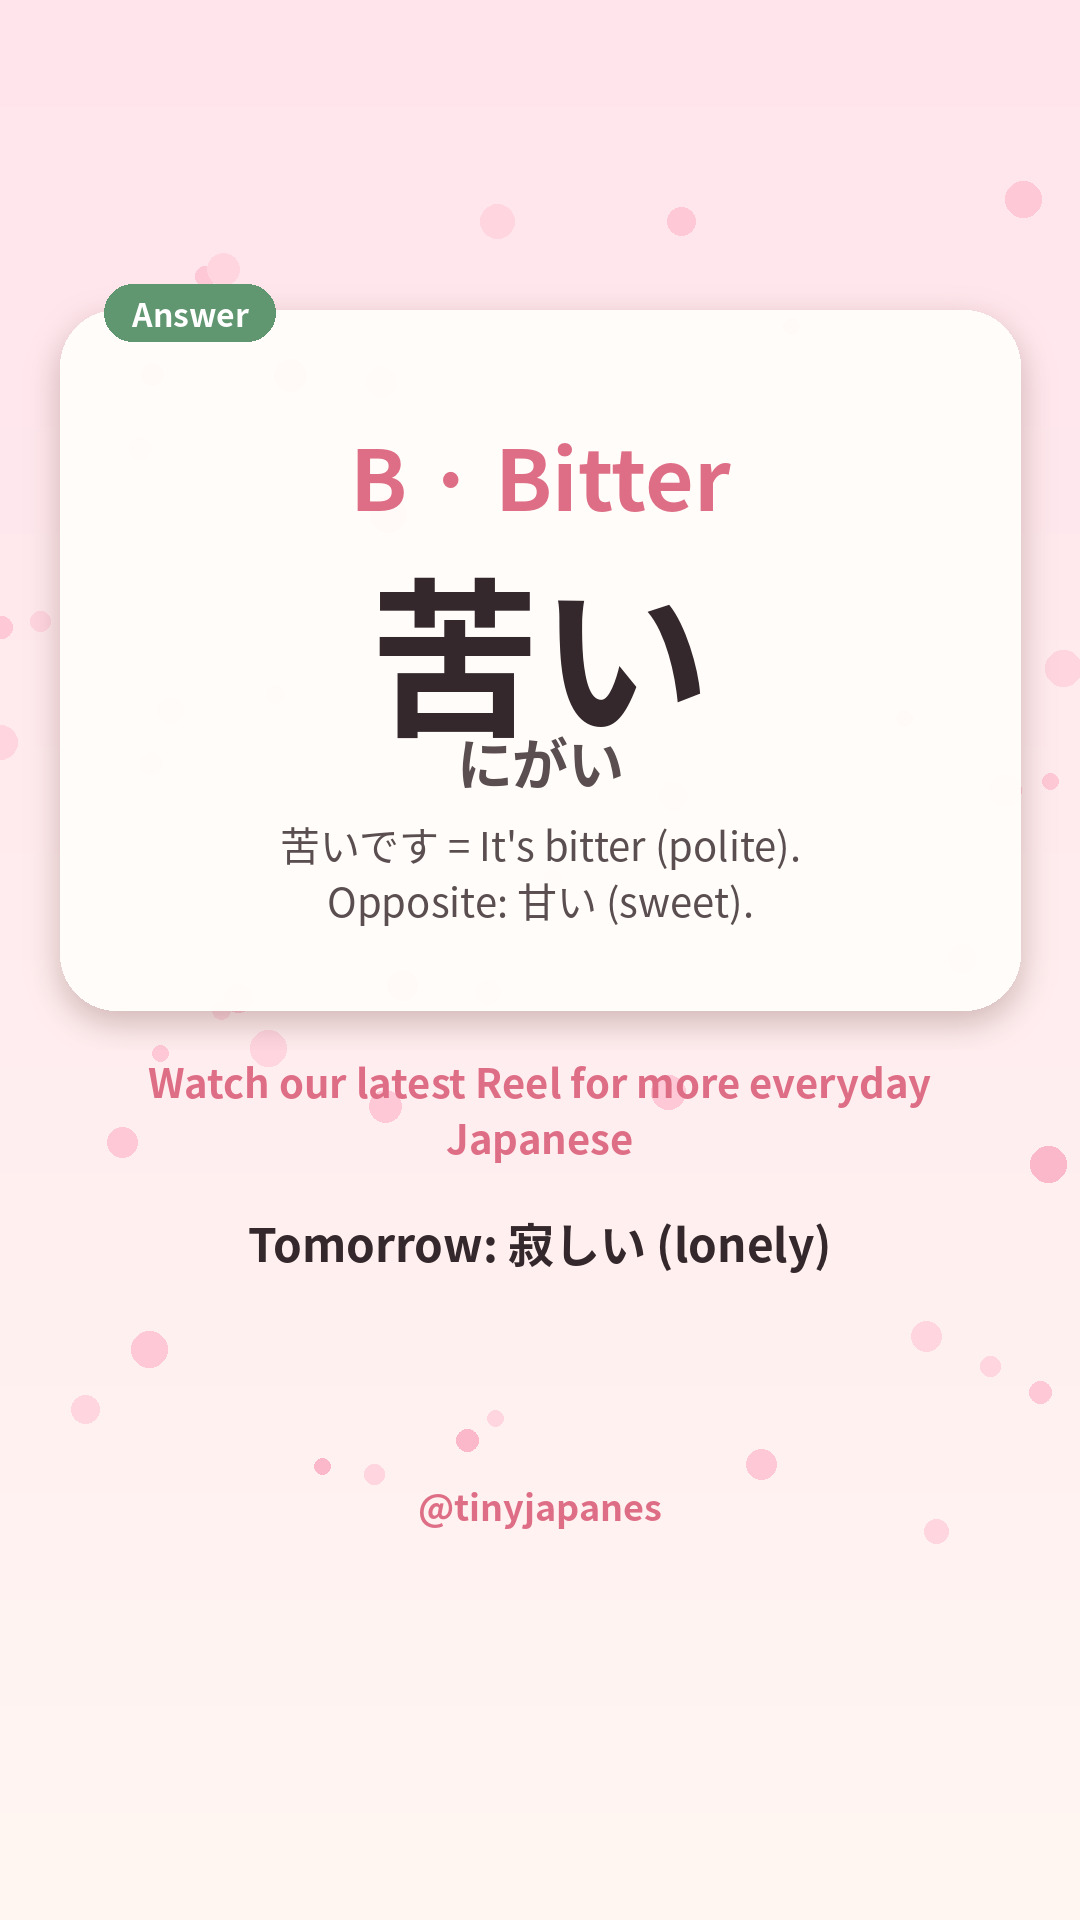 Answer
B・Bitter
苦い
にがい
苦いです = It's bitter (polite).
Opposite: 甘い (sweet).
Watch our latest Reel for more everyday
Japanese
Tomorrow: 寂しい (lonely)
@tinyjapanes